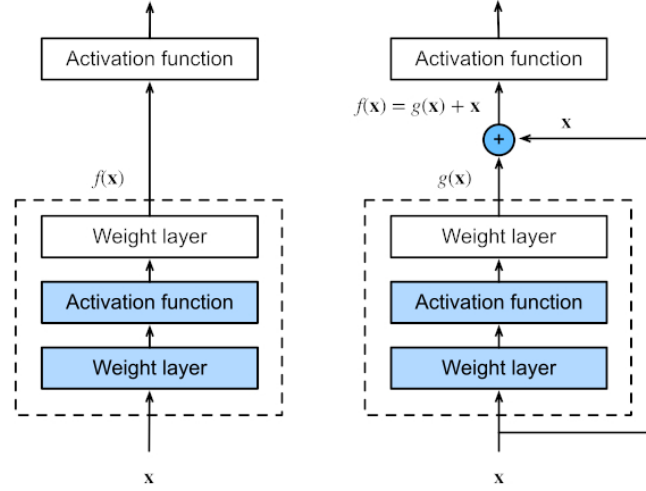 Activation function
f(x)
Weight layer
Activation function
Weight layer
x
Activation function
f(x) = g(x) + x
+
x
g(x)
Weight layer
Activation function
Weight layer
x